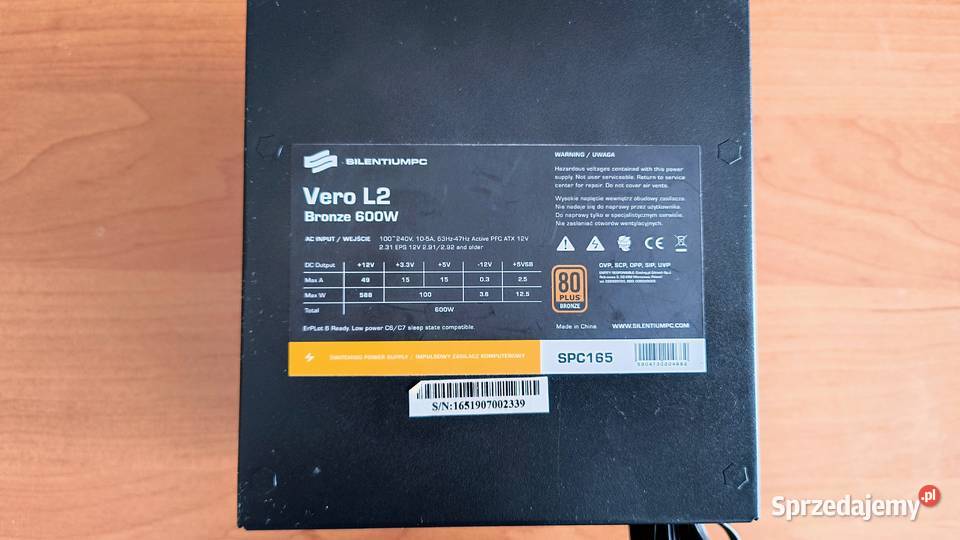 SILENTIUMPC
Vero L2
Bronze 600W
AC INPUT / WEJŚCIE 100~240V, 10-5A, 63Hz-47Hz Active PFC ATX 12V
2.31 EPS 12V 2.91/2.92 and older
DC Output +12V +3.3V +5V -12V +5VSB
Max A 49 15 15 0.3 2.5
Max W 588 100 3.6 12.5
Total 600W
ErP Lot 6 Ready. Low power C6/C7 sleep state compatible.
WARNING / UWAGA
Hazardous voltages contained with this power
supply. Not user serviceable. Return to service
center for repair. Do not cover air vents.
Wysokie napięcie wewnątrz obudowy zasilacza.
Nie nadaje się do naprawy przez użytkownika.
Do naprawy tylko w specjalistycznym serwisie.
Nie zasłaniać otworów wentylacyjnych.
CE
80
PLUS
BRONZE
OVP, SCP, OPP, SIP, UVP
Made in China
WWW.SILENTIUMPC.COM
SWITCHING POWER SUPPLY / IMPULSOWY ZASILACZ KOMPUTEROWY
SPC165
S/N:1651907002339
Sprzedajemy.pl